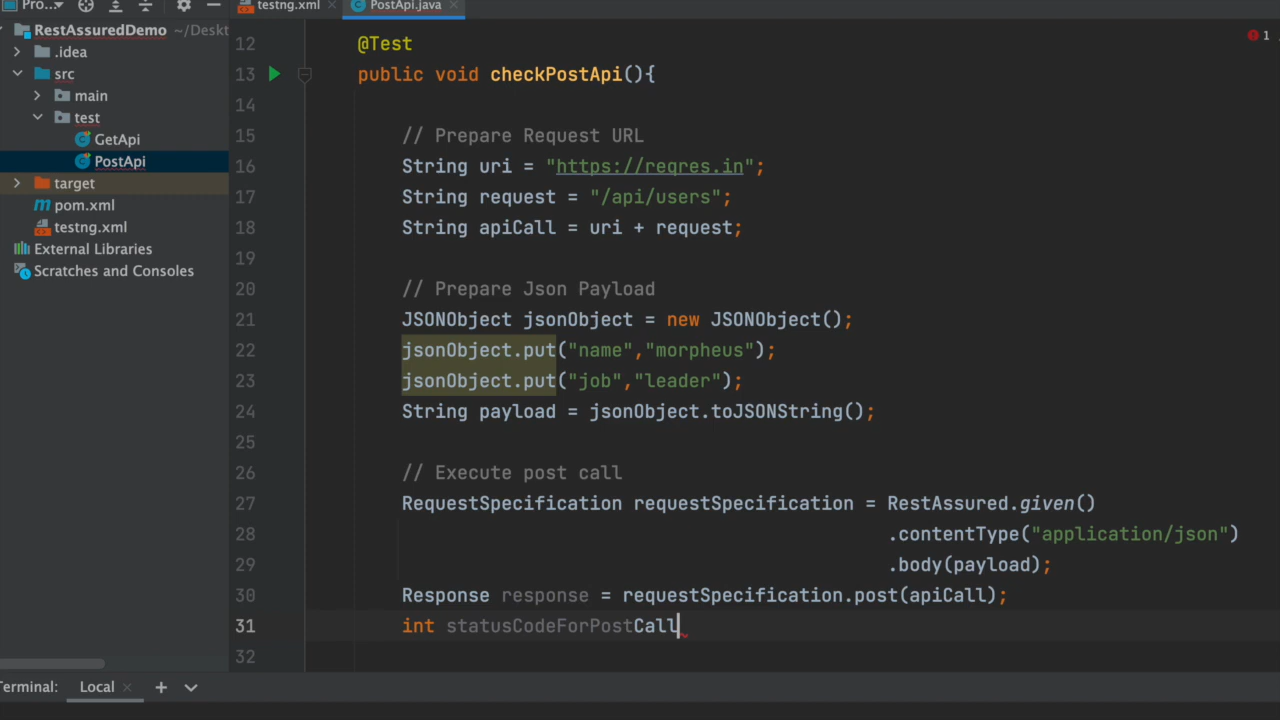 Pro...
testng.xml
PostApi.java
RestAssuredDemo ~/Deskt
.idea
src
main
test
GetApi
PostApi
target
pom.xml
testng.xml
External Libraries
Scratches and Consoles
1
12 @Test
13 public void checkPostApi(){
14
15 // Prepare Request URL
16 String uri = "https://reqres.in";
17 String request = "/api/users";
18 String apiCall = uri + request;
19
20 // Prepare Json Payload
21 JSONObject jsonObject = new JSONObject();
22 jsonObject.put("name","morpheus");
23 jsonObject.put("job","leader");
24 String payload = jsonObject.toJSONString();
25
26 // Execute post call
27 RequestSpecification requestSpecification = RestAssured.given()
28 .contentType("application/json")
29 .body(payload);
30 Response response = requestSpecification.post(apiCall);
31 int statusCodeForPostCall
32
Terminal: Local